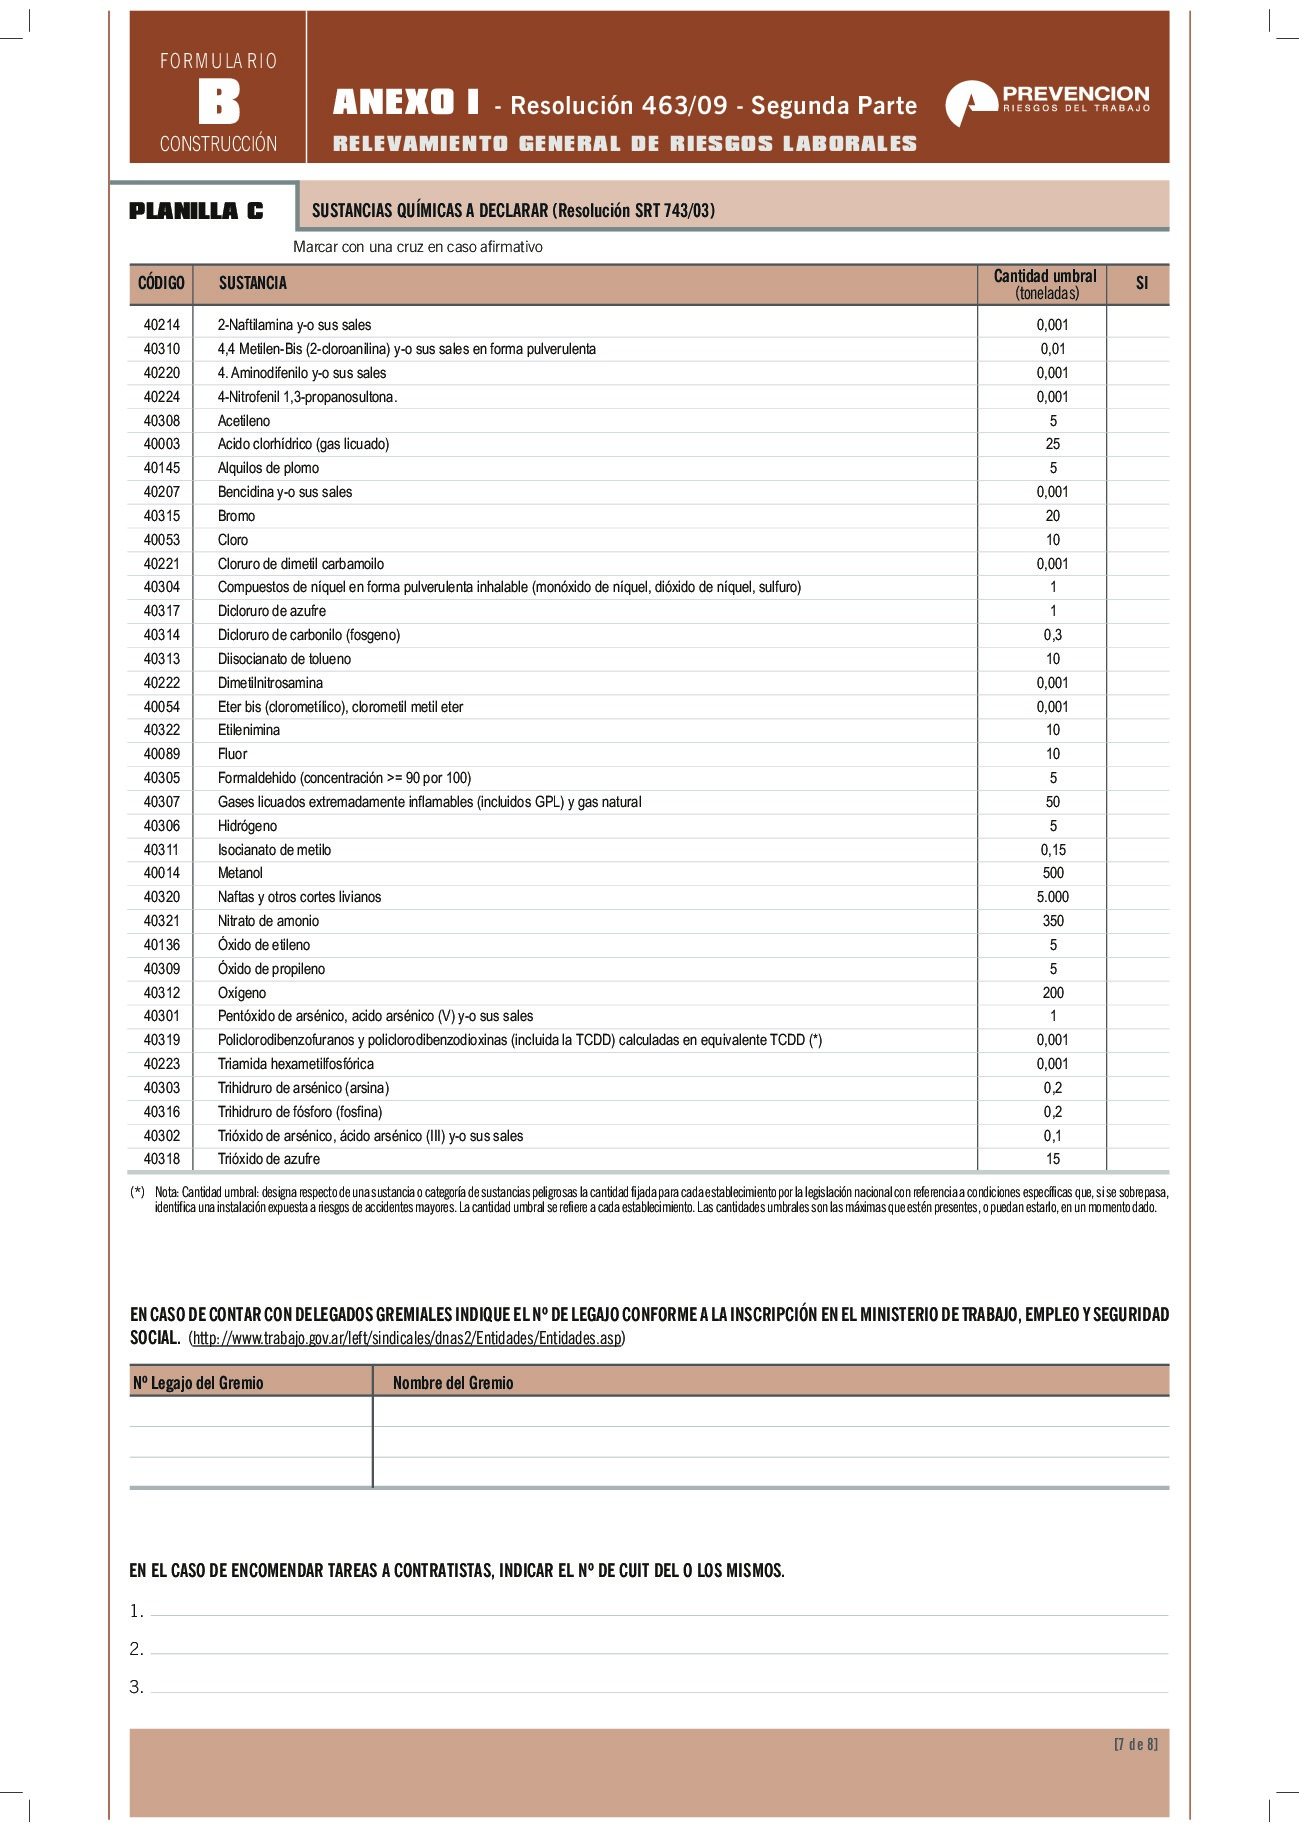 FORMULARIO
B
CONSTRUCCIÓN
ANEXO I - Resolución 463/09 - Segunda Parte
RELEVAMIENTO GENERAL DE RIESGOS LABORALES
PREVENCION
RIESGOS DEL TRABAJO
PLANILLA C
SUSTANCIAS QUÍMICAS A DECLARAR (Resolución SRT 743/03)
Marcar con una cruz en caso afirmativo
CÓDIGO SUSTANCIA Cantidad umbral (toneladas) SI
40214 2-Naftilamina y-o sus sales 0,001
40310 4,4 Metilen-Bis (2-cloroanilina) y-o sus sales en forma pulverulenta 0,01
40220 4. Aminodifenilo y-o sus sales 0,001
40224 4-Nitrofenil 1,3-propanosultona. 0,001
40308 Acetileno 5
40003 Acido clorhídrico (gas licuado) 25
40145 Alquilos de plomo 5
40207 Bencidina y-o sus sales 0,001
40315 Bromo 20
40053 Cloro 10
40221 Cloruro de dimetil carbamoilo 0,001
40304 Compuestos de níquel en forma pulverulenta inhalable (monóxido de níquel, dióxido de níquel, sulfuro) 1
40317 Dicloruro de azufre 1
40314 Dicloruro de carbonilo (fosgeno) 0,3
40313 Diisocianato de tolueno 10
40222 Dimetilnitrosamina 0,001
40054 Eter bis (clorometílico), clorometil metil eter 0,001
40322 Etilenimina 10
40089 Fluor 10
40305 Formaldehido (concentración >= 90 por 100) 5
40307 Gases licuados extremadamente inflamables (incluidos GPL) y gas natural 50
40306 Hidrógeno 5
40311 Isocianato de metilo 0,15
40014 Metanol 500
40320 Naftas y otros cortes livianos 5.000
40321 Nitrato de amonio 350
40136 Óxido de etileno 5
40309 Óxido de propileno 5
40312 Oxígeno 200
40301 Pentóxido de arsénico, acido arsénico (V) y-o sus sales 1
40319 Policlorodibenzofuranos y policlorodibenzodioxinas (incluida la TCDD) calculadas en equivalente TCDD (*) 0,001
40223 Triamida hexametilfosfórica 0,001
40303 Trihidruro de arsénico (arsina) 0,2
40316 Trihidruro de fósforo (fosfina) 0,2
40302 Trióxido de arsénico, ácido arsénico (III) y-o sus sales 0,1
40318 Trióxido de azufre 15
(*) Nota: Cantidad umbral: designa respecto de una sustancia o categoría de sustancias peligrosas la cantidad fijada para cada establecimiento por la legislación nacional con referencia a condiciones específicas que, si se sobrepasa,
identifica una instalación expuesta a riesgos de accidentes mayores. La cantidad umbral se refiere a cada establecimiento. Las cantidades umbrales son las máximas que estén presentes, o puedan estarlo, en un momento dado.
EN CASO DE CONTAR CON DELEGADOS GREMIALES INDIQUE EL Nº DE LEGAJO CONFORME A LA INSCRIPCIÓN EN EL MINISTERIO DE TRABAJO, EMPLEO Y SEGURIDAD
SOCIAL. (http://www.trabajo.gov.ar/left/sindicales/dnas2/Entidades/Entidades.asp)
Nº Legajo del Gremio Nombre del Gremio
EN EL CASO DE ENCOMENDAR TAREAS A CONTRATISTAS, INDICAR EL Nº DE CUIT DEL O LOS MISMOS.
1.
2.
3.
[7 de 8]